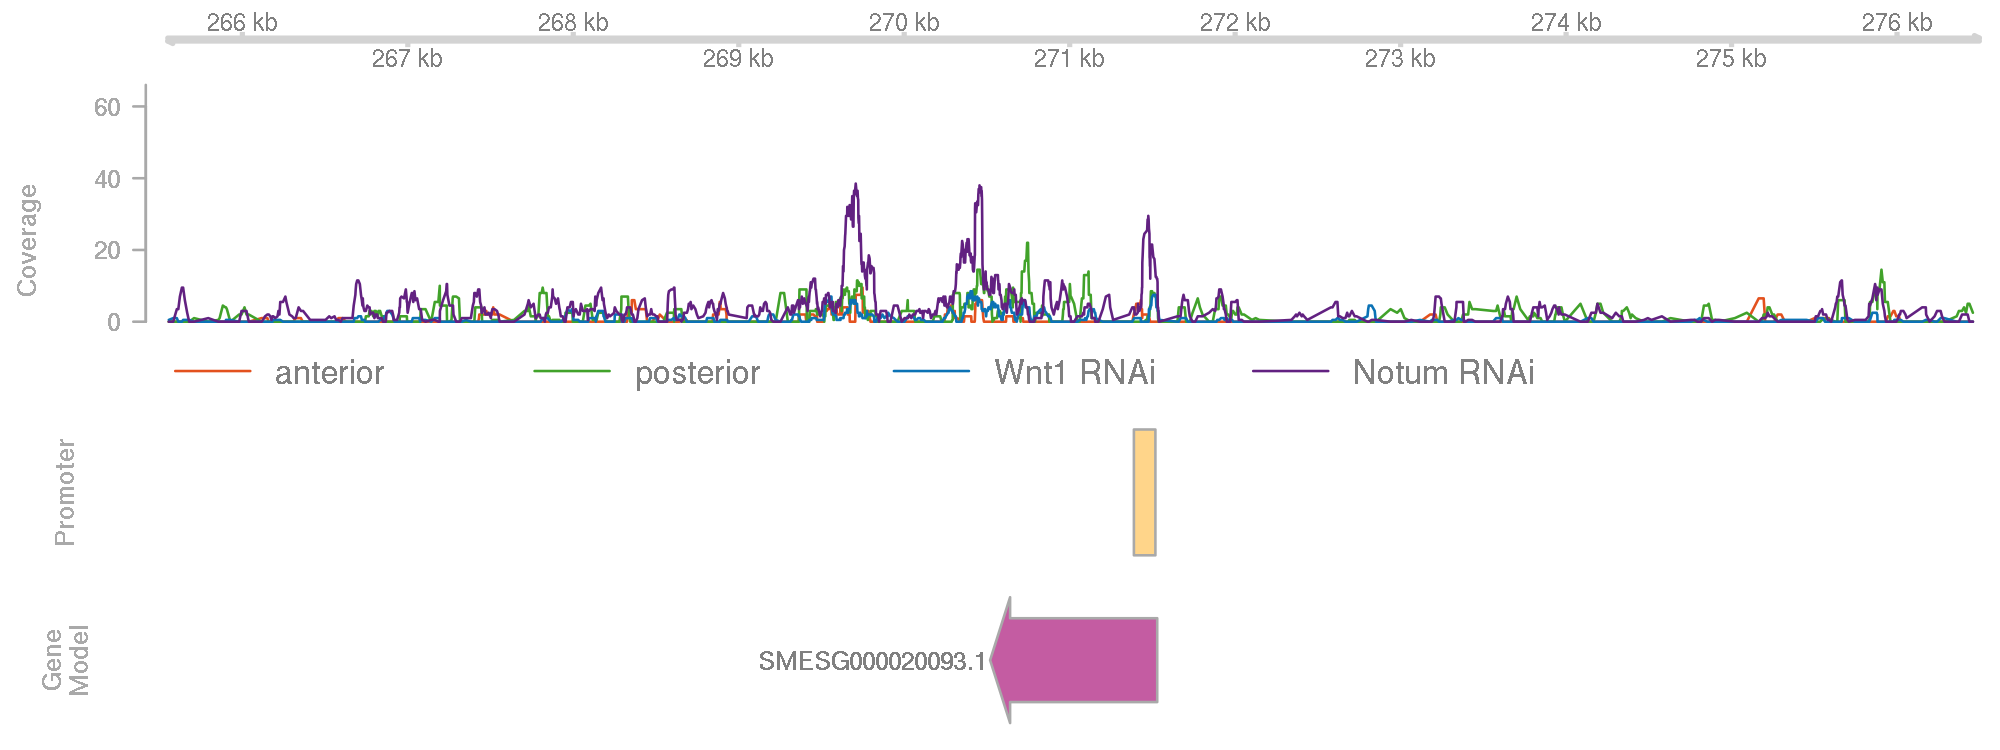 266 kb 268 kb 270 kb 272 kb 274 kb 276 kb
267 kb 269 kb 271 kb 273 kb 275 kb
Coverage
60
40
20
0
anterior posterior Wnt1 RNAi Notum RNAi
Promoter
Gene
Model
SMESG000020093.1